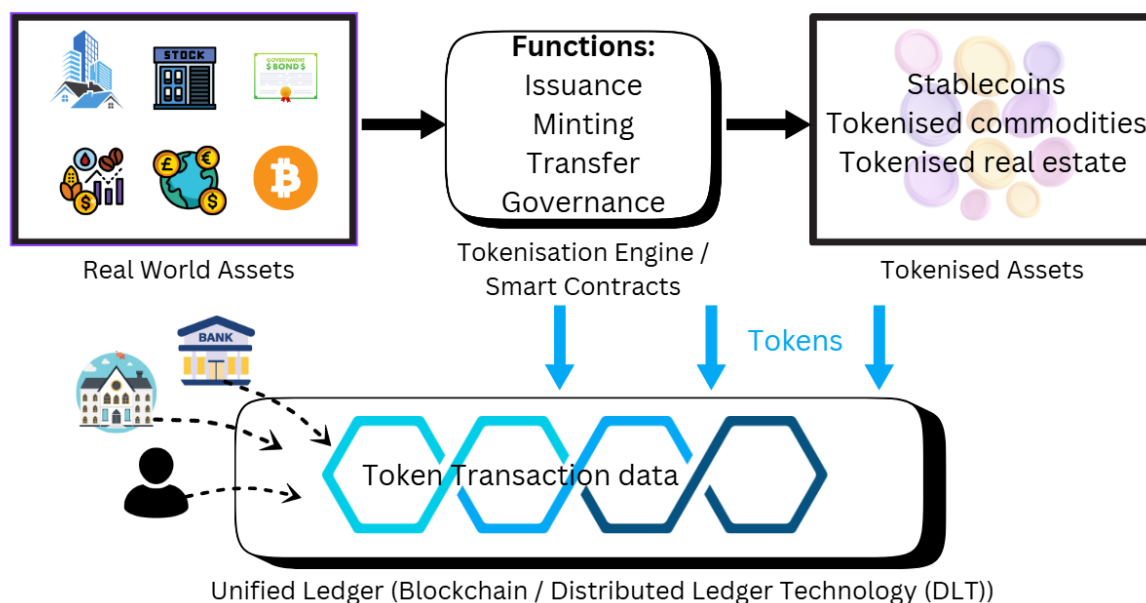 STOCK
GOVERNMENT
$ BOND $
Real World Assets
Functions:
Issuance
Minting
Transfer
Governance
Tokenisation Engine /
Smart Contracts
Stablecoins
Tokenised commodities
Tokenised real estate
Tokenised Assets
Tokens
BANK
Token Transaction data
Unified Ledger (Blockchain / Distributed Ledger Technology (DLT))